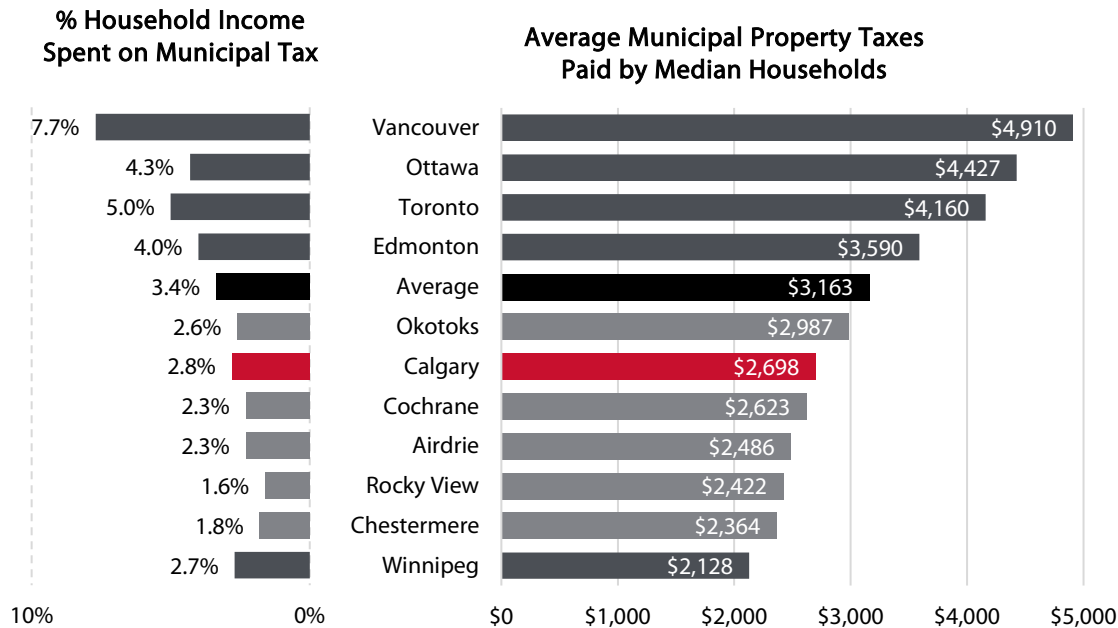 % Household Income
Spent on Municipal Tax
Average Municipal Property Taxes
Paid by Median Households
7.7% Vancouver $4,910
4.3% Ottawa $4,427
5.0% Toronto $4,160
4.0% Edmonton $3,590
3.4% Average $3,163
2.6% Okotoks $2,987
2.8% Calgary $2,698
2.3% Cochrane $2,623
2.3% Airdrie $2,486
1.6% Rocky View $2,422
1.8% Chestermere $2,364
2.7% Winnipeg $2,128
10% 0% $0 $1,000 $2,000 $3,000 $4,000 $5,000